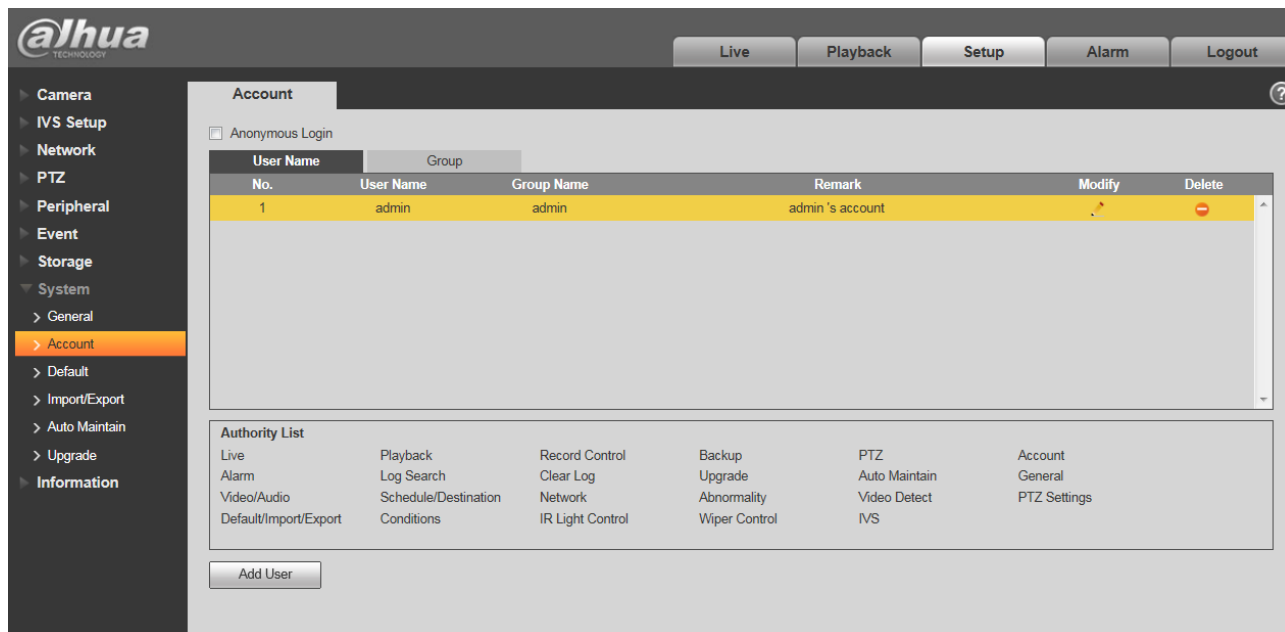 alhua
TECHNOLOGY
Live Playback Setup Alarm Logout
Camera
IVS Setup
Network
PTZ
Peripheral
Event
Storage
System
General
Account
Default
Import/Export
Auto Maintain
Upgrade
Information
Account ?
Anonymous Login
User Name Group
No. User Name Group Name Remark Modify Delete
1 admin admin admin 's account
Authority List
Live Playback Record Control Backup PTZ Account
Alarm Log Search Clear Log Upgrade Auto Maintain General
Video/Audio Schedule/Destination Network Abnormality Video Detect PTZ Settings
Default/Import/Export Conditions IR Light Control Wiper Control IVS
Add User